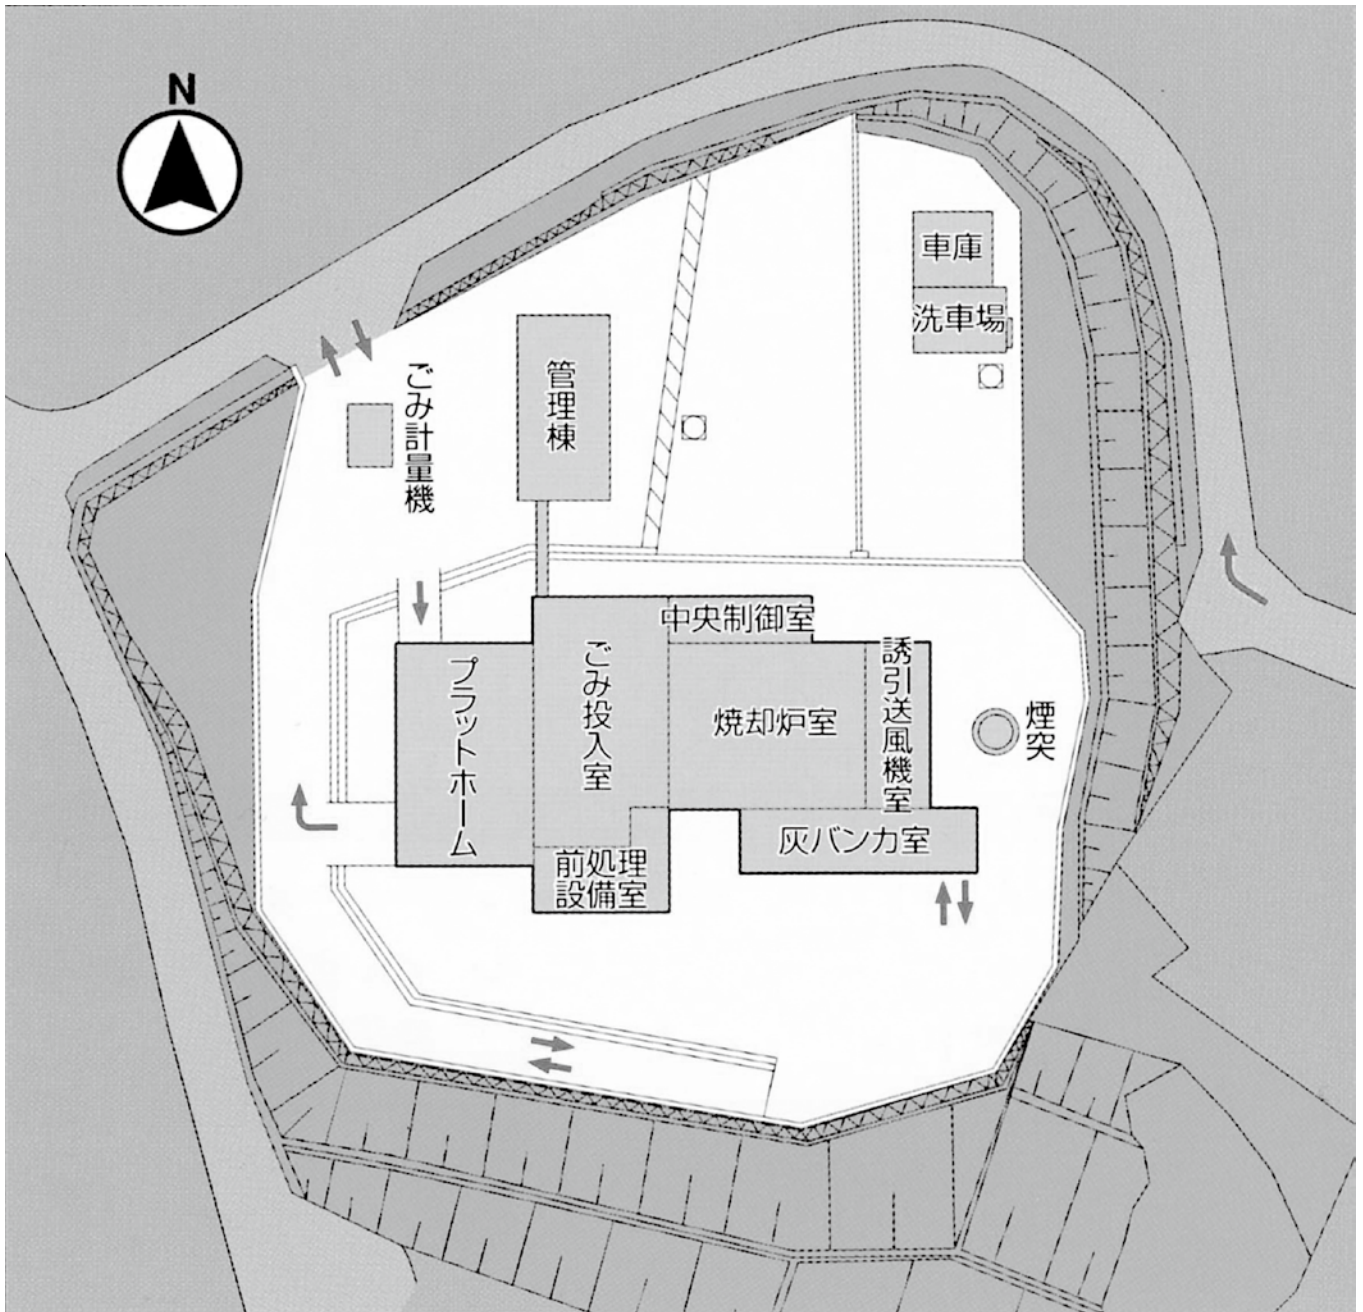 N
車庫
洗車場
管理棟
ごみ計量機
中央制御室
プラットホーム
ごみ投入室
焼却炉室
誘引送風機室
煙突
灰バンカ室
前処理
設備室